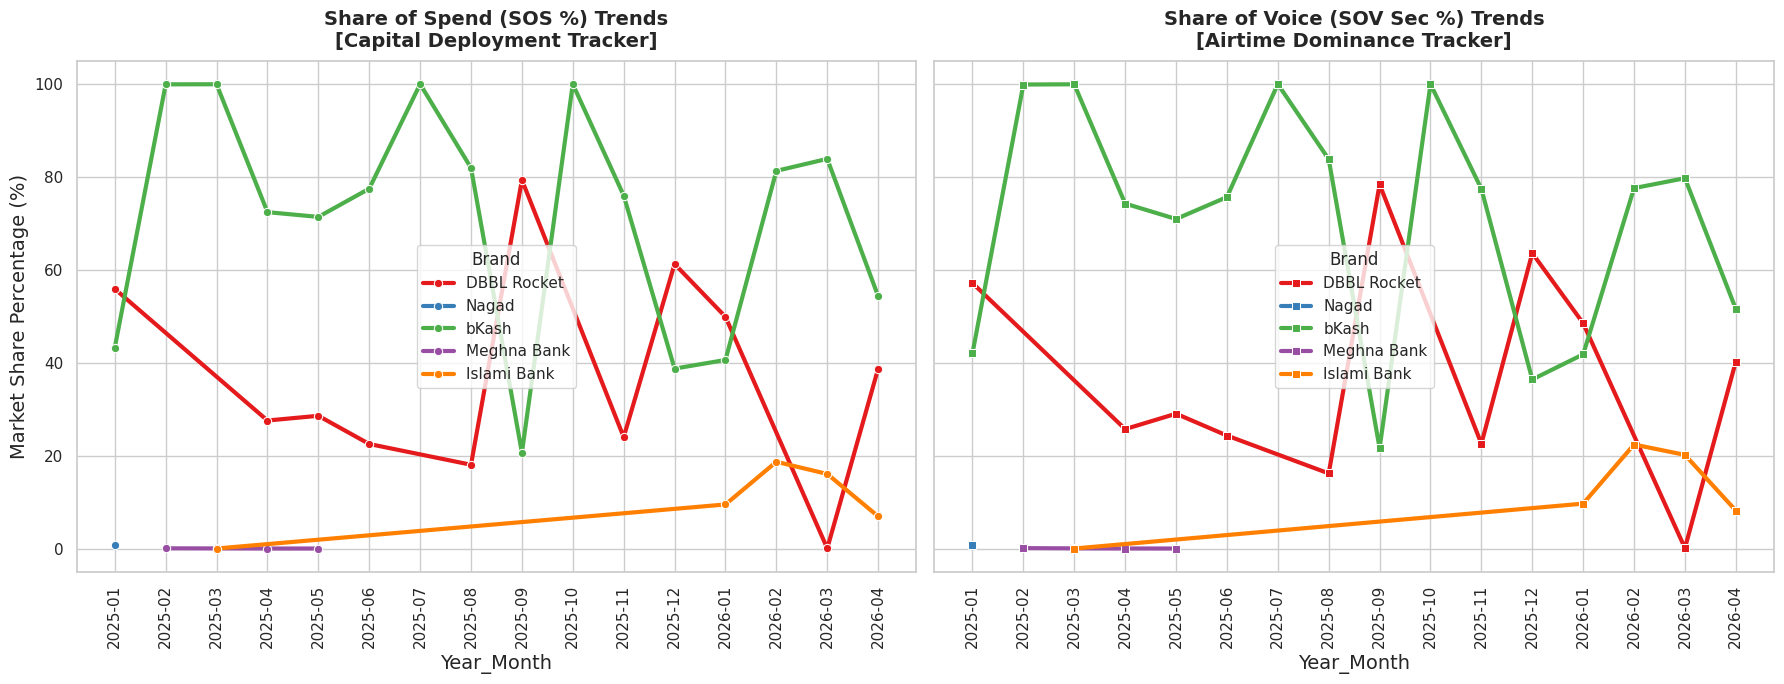 Share of Spend (SOS %) Trends
[Capital Deployment Tracker]
Market Share Percentage (%)
100
80
60
40
20
0
Brand
DBBL Rocket
Nagad
bKash
Meghna Bank
Islami Bank
2025-01
2025-02
2025-03
2025-04
2025-05
2025-06
2025-07
2025-08
2025-09
2025-10
2025-11
2025-12
2026-01
2026-02
2026-03
2026-04
Year_Month
Share of Voice (SOV Sec %) Trends
[Airtime Dominance Tracker]
Brand
DBBL Rocket
Nagad
bKash
Meghna Bank
Islami Bank
2025-01
2025-02
2025-03
2025-04
2025-05
2025-06
2025-07
2025-08
2025-09
2025-10
2025-11
2025-12
2026-01
2026-02
2026-03
2026-04
Year_Month